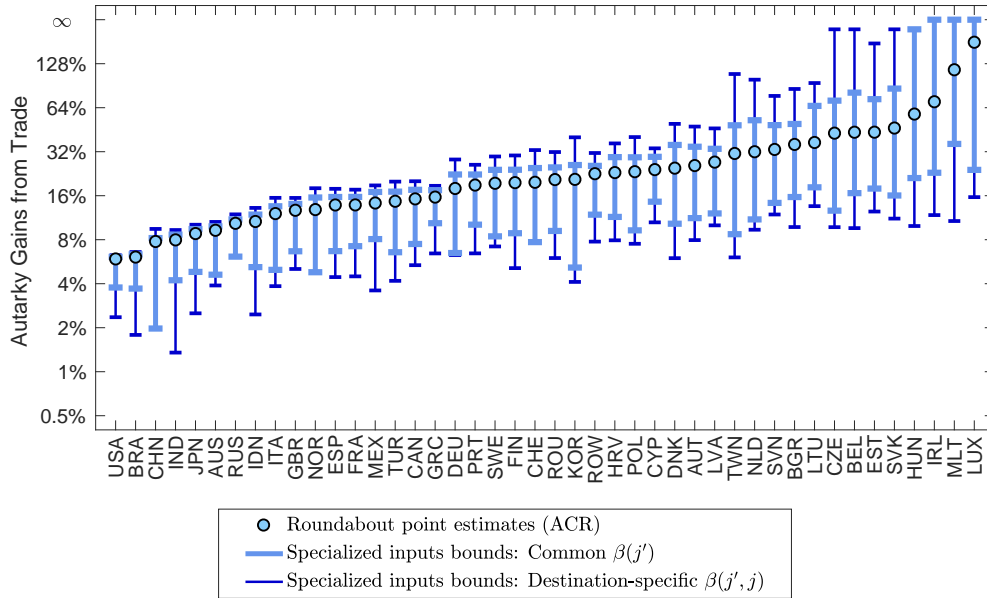 ∞
128%
64%
32%
16%
8%
4%
2%
1%
0.5%
Autarky Gains from Trade
USA
BRA
CHN
IND
JPN
AUS
RUS
IDN
ITA
GBR
NOR
ESP
FRA
MEX
TUR
CAN
GRC
DEU
PRT
SWE
FIN
CHE
ROU
KOR
ROW
HRV
POL
CYP
DNK
AUT
LVA
TWN
NLD
SVN
BGR
LTU
CZE
BEL
EST
SVK
HUN
IRL
MLT
LUX
Roundabout point estimates (ACR)
Specialized inputs bounds: Common β(j′)
Specialized inputs bounds: Destination-specific β(j′, j)